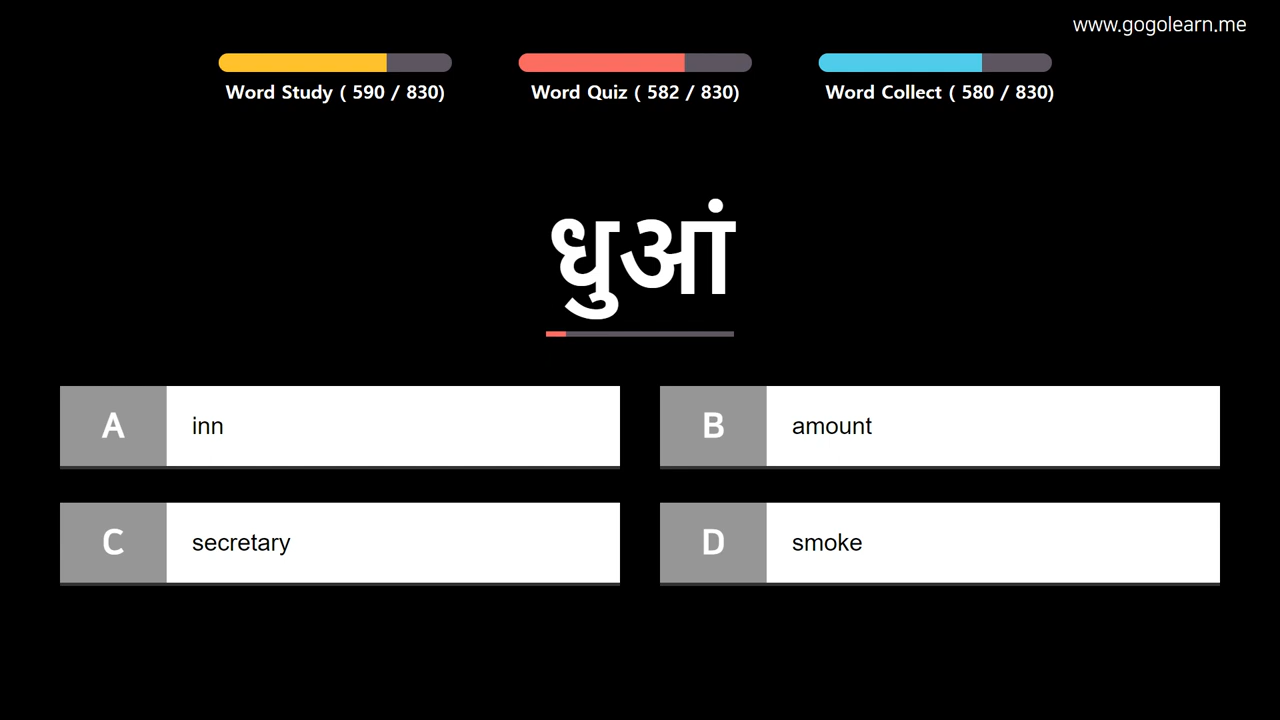 www.gogolearn.me
Word Study ( 590 / 830)
Word Quiz ( 582 / 830)
Word Collect ( 580 / 830)
धुआं
A inn
B amount
C secretary
D smoke